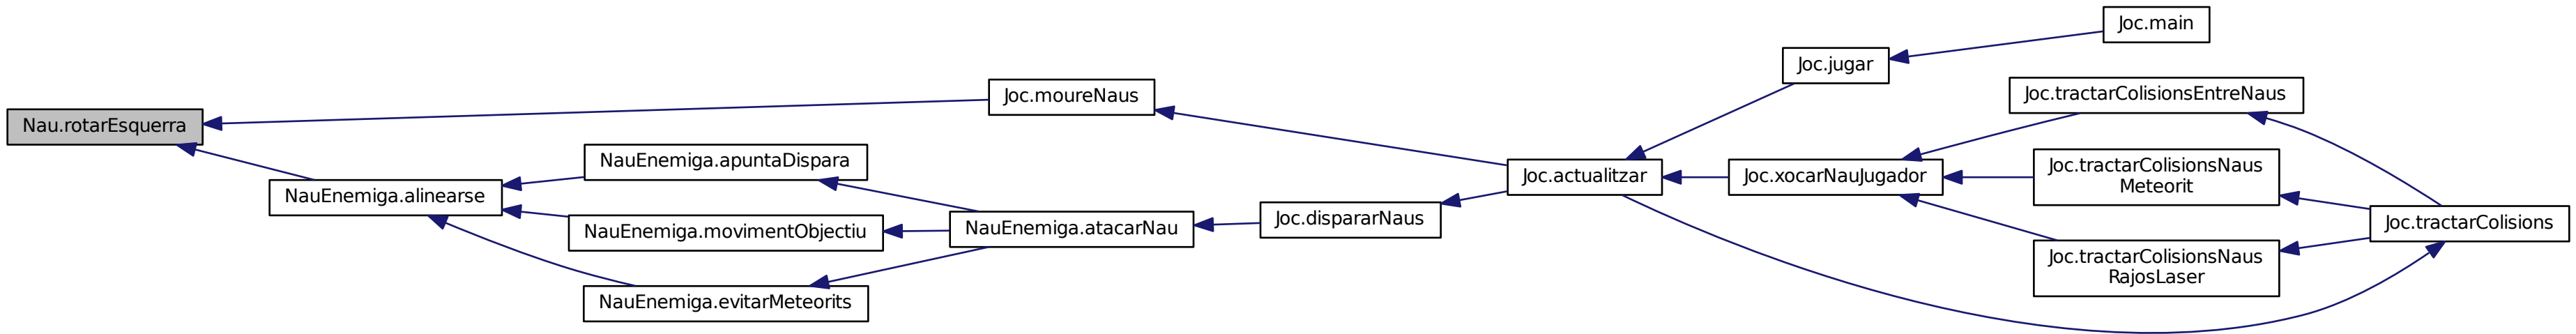 Nau.rotarEsquerra
Joc.moureNaus
NauEnemiga.alinearse
NauEnemiga.apuntaDispara
NauEnemiga.movimentObjectiu
NauEnemiga.evitarMeteorits
NauEnemiga.atacarNau
Joc.dispararNaus
Joc.actualitzar
Joc.jugar
Joc.main
Joc.xocarNauJugador
Joc.tractarColisionsEntreNaus
Joc.tractarColisionsNaus
Meteorit
Joc.tractarColisionsNaus
RajosLaser
Joc.tractarColisions